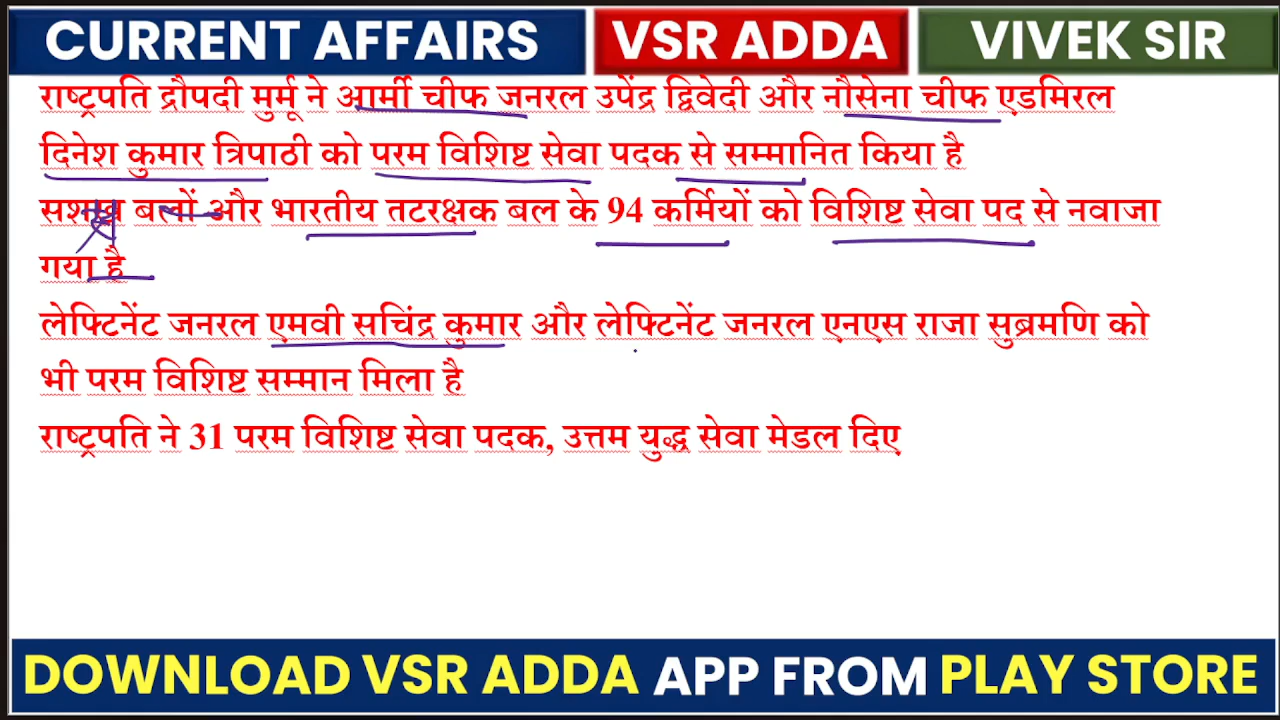 CURRENT AFFAIRS VSR ADDA VIVEK SIR
राष्ट्रपति द्रौपदी मुर्मू ने आर्मी चीफ जनरल उपेंद्र द्विवेदी और नौसेना चीफ एडमिरल
दिनेश कुमार त्रिपाठी को परम विशिष्ट सेवा पदक से सम्मानित किया है
सशस्त्र बलों और भारतीय तटरक्षक बल के 94 कर्मियों को विशिष्ट सेवा पद से नवाजा
गया है
लेफ्टिनेंट जनरल एमवी सचिंद्र कुमार और लेफ्टिनेंट जनरल एनएस राजा सुब्रमणि को
भी परम विशिष्ट सम्मान मिला है
राष्ट्रपति ने 31 परम विशिष्ट सेवा पदक, उत्तम युद्ध सेवा मेडल दिए
DOWNLOAD VSR ADDA APP FROM PLAY STORE